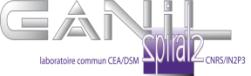 GANIL
spiral2
laboratoire commun CEA/DSM CNRS/IN2P3